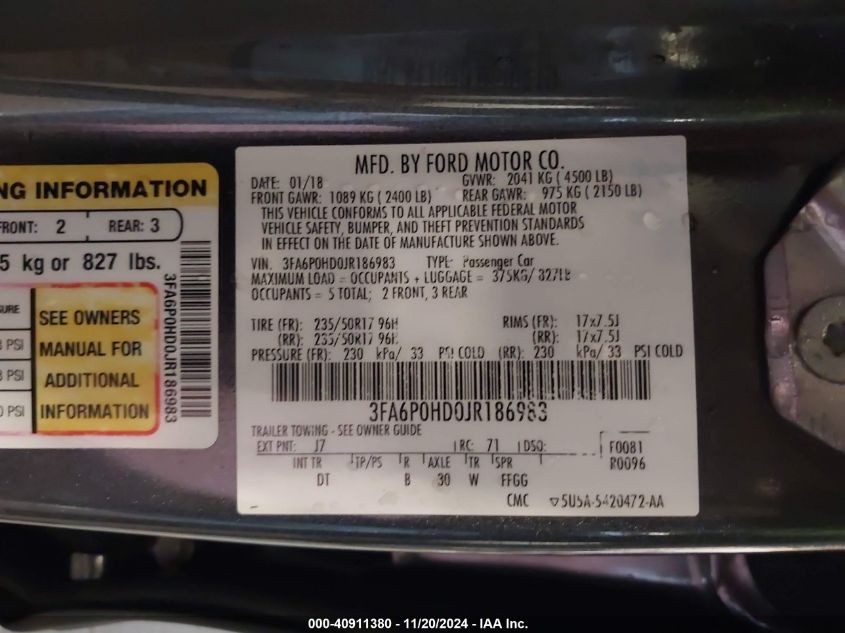 NG INFORMATION
FRONT: 2 REAR: 3
5 kg or 827 lbs.
SURE
PSI
PSI
PSI
SEE OWNERS
MANUAL FOR
ADDITIONAL
INFORMATION
3FA6P0HD0JR186983
MFD. BY FORD MOTOR CO.
DATE: 01/18 GVWR: 2041 KG ( 4500 LB)
FRONT GAWR: 1089 KG ( 2400 LB) REAR GAWR: 975 KG ( 2150 LB)
THIS VEHICLE CONFORMS TO ALL APPLICABLE FEDERAL MOTOR
VEHICLE SAFETY, BUMPER, AND THEFT PREVENTION STANDARDS
IN EFFECT ON THE DATE OF MANUFACTURE SHOWN ABOVE.
VIN: 3FA6P0HD0JR186983 TYPE: Passenger Car
MAXIMUM LOAD = OCCUPANTS + LUGGAGE = 375KG/ 827LB
OCCUPANTS = 5 TOTAL; 2 FRONT, 3 REAR
TIRE (FR): 235/50R17 96H RIMS (FR): 17x7.5J
(RR): 235/50R17 96H (RR): 17x7.5J
PRESSURE (FR): 230 kPa/ 33 PSI COLD (RR): 230 kPa/ 33 PSI COLD
3FA6P0HD0JR186983
TRAILER TOWING - SEE OWNER GUIDE
EXT PNT: J7 RC: 71 DSO: F0081
INT TR TP/PS R AXLE TR SPR R0096
DT B 30 W FFGG
CMC ▽5U5A-5420472-AA
000-40911380 - 11/20/2024 - IAA Inc.